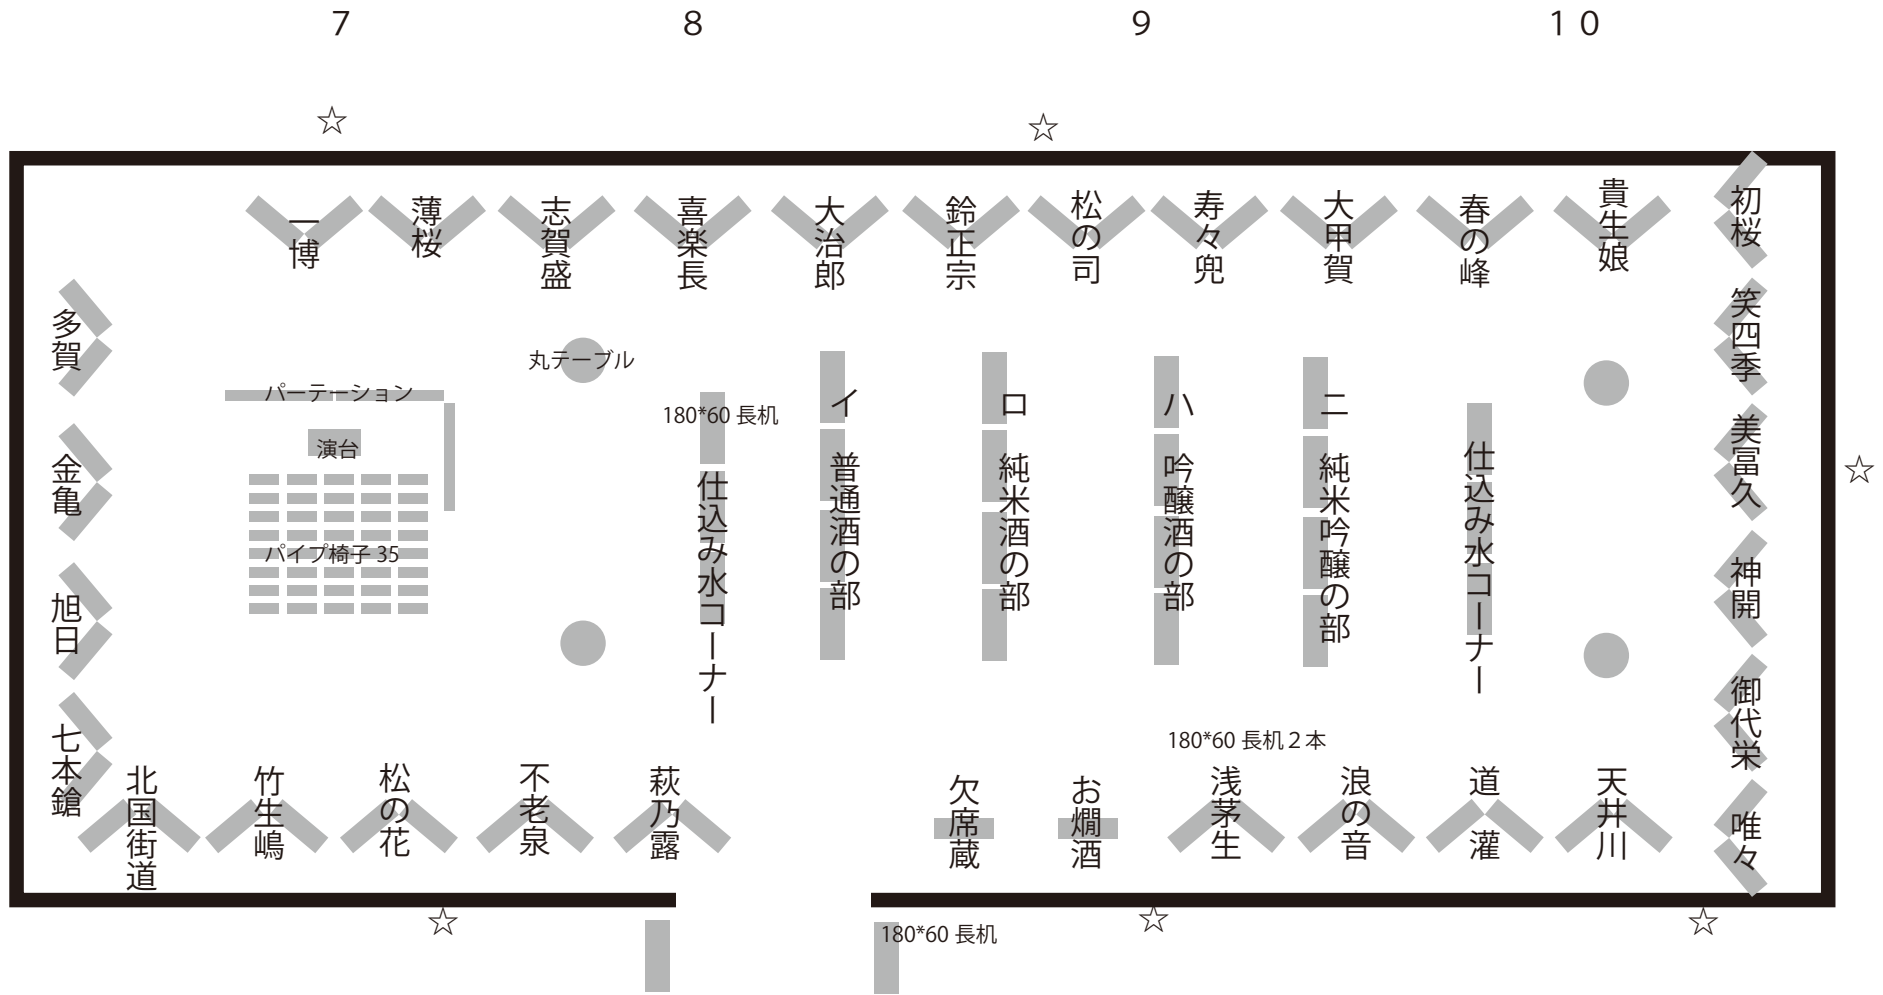 7
8
9
10
☆
☆
一博
薄桜
志賀盛
喜楽長
大治郎
鈴正宗
松の司
寿々兜
大甲賀
春の峰
貴生娘
初桜
笑四季
美冨久
神開
御代栄
唯々
☆
多賀
金亀
旭日
七本鎗
パーテーション
演台
パイプ椅子 35
丸テーブル
180*60 長机
仕込み水コーナー
イ 普通酒の部
ロ 純米酒の部
ハ 吟醸酒の部
ニ 純米吟醸の部
仕込み水コーナー
180*60 長机２本
北国街道
竹生嶋
松の花
不老泉
萩乃露
欠席蔵
お燗酒
浅茅生
浪の音
道灌
天井川
☆
☆
☆
180*60 長机